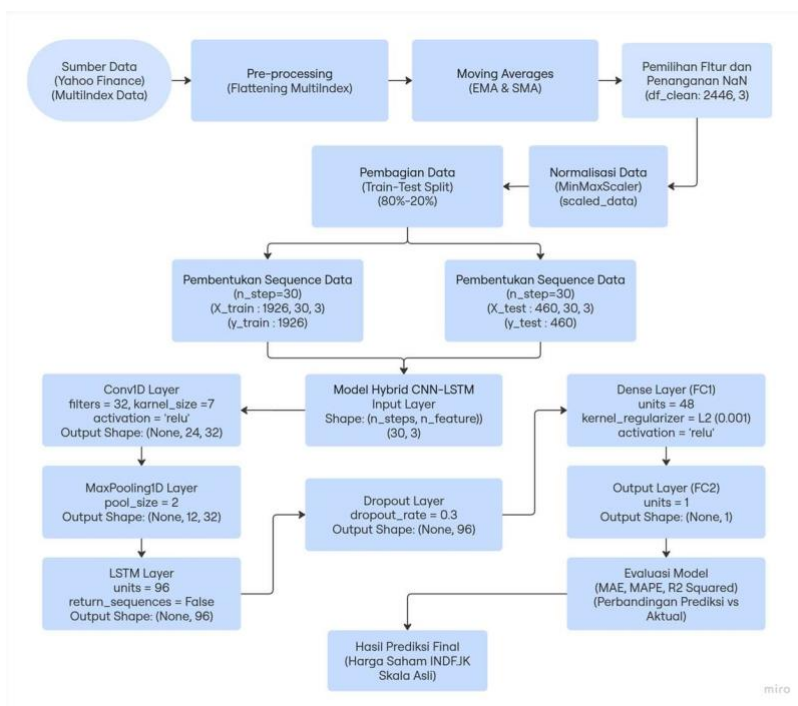 Sumber Data
(Yahoo Finance)
(MultiIndex Data)
Pre-processing
(Flattening MultiIndex)
Moving Averages
(EMA & SMA)
Pemilihan FItur dan
Penanganan NaN
(df_clean: 2446, 3)
Pembagian Data
(Train-Test Split)
(80%-20%)
Normalisasi Data
(MinMaxScaler)
(scaled_data)
Pembentukan Sequence Data
(n_step=30)
(X_train : 1926, 30, 3)
(y_train : 1926)
Pembentukan Sequence Data
(n_step=30)
(X_test : 460, 30, 3)
(y_test : 460)
Conv1D Layer
filters = 32, karnel_size =7
activation = 'relu'
Output Shape: (None, 24, 32)
Model Hybrid CNN-LSTM
Input Layer
Shape: (n_steps, n_feature))
(30, 3)
Dense Layer (FC1)
units = 48
kernel_regularizer = L2 (0.001)
activation = 'relu'
MaxPooling1D Layer
pool_size = 2
Output Shape: (None, 12, 32)
Dropout Layer
dropout_rate = 0.3
Output Shape: (None, 96)
Output Layer (FC2)
units = 1
Output Shape: (None, 1)
LSTM Layer
units = 96
return_sequences = False
Output Shape: (None, 96)
Evaluasi Model
(MAE, MAPE, R2 Squared)
(Perbandingan Prediksi vs
Aktual)
Hasil Prediksi Final
(Harga Saham INDF.JK
Skala Asli)
miro